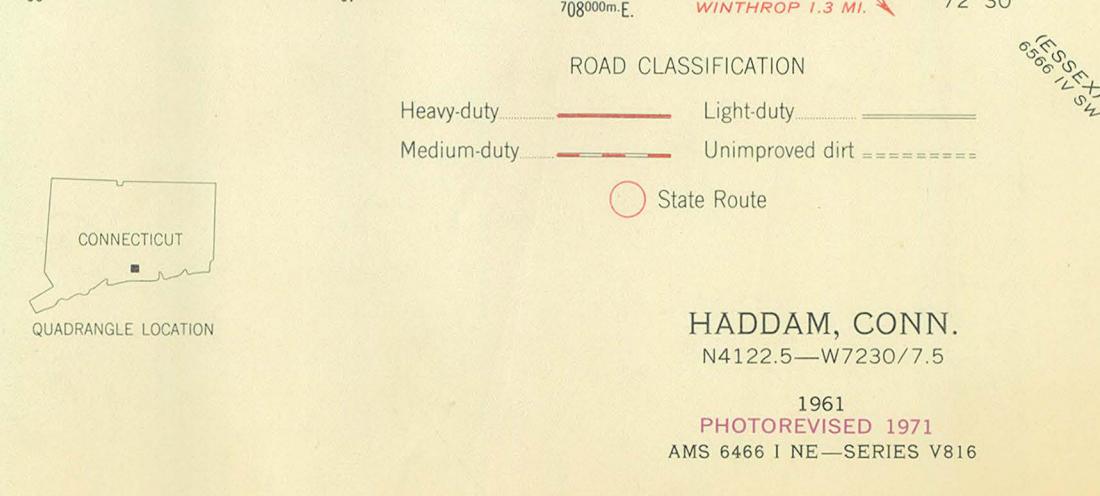 708000m.E.
WINTHROP 1.3 MI.
72°30'
(ESSEX)
6566 IV SW
ROAD CLASSIFICATION
Heavy-duty
Light-duty
Medium-duty
Unimproved dirt
State Route
CONNECTICUT
QUADRANGLE LOCATION
HADDAM, CONN.
N4122.5—W7230/7.5
1961
PHOTOREVISED 1971
AMS 6466 I NE—SERIES V816